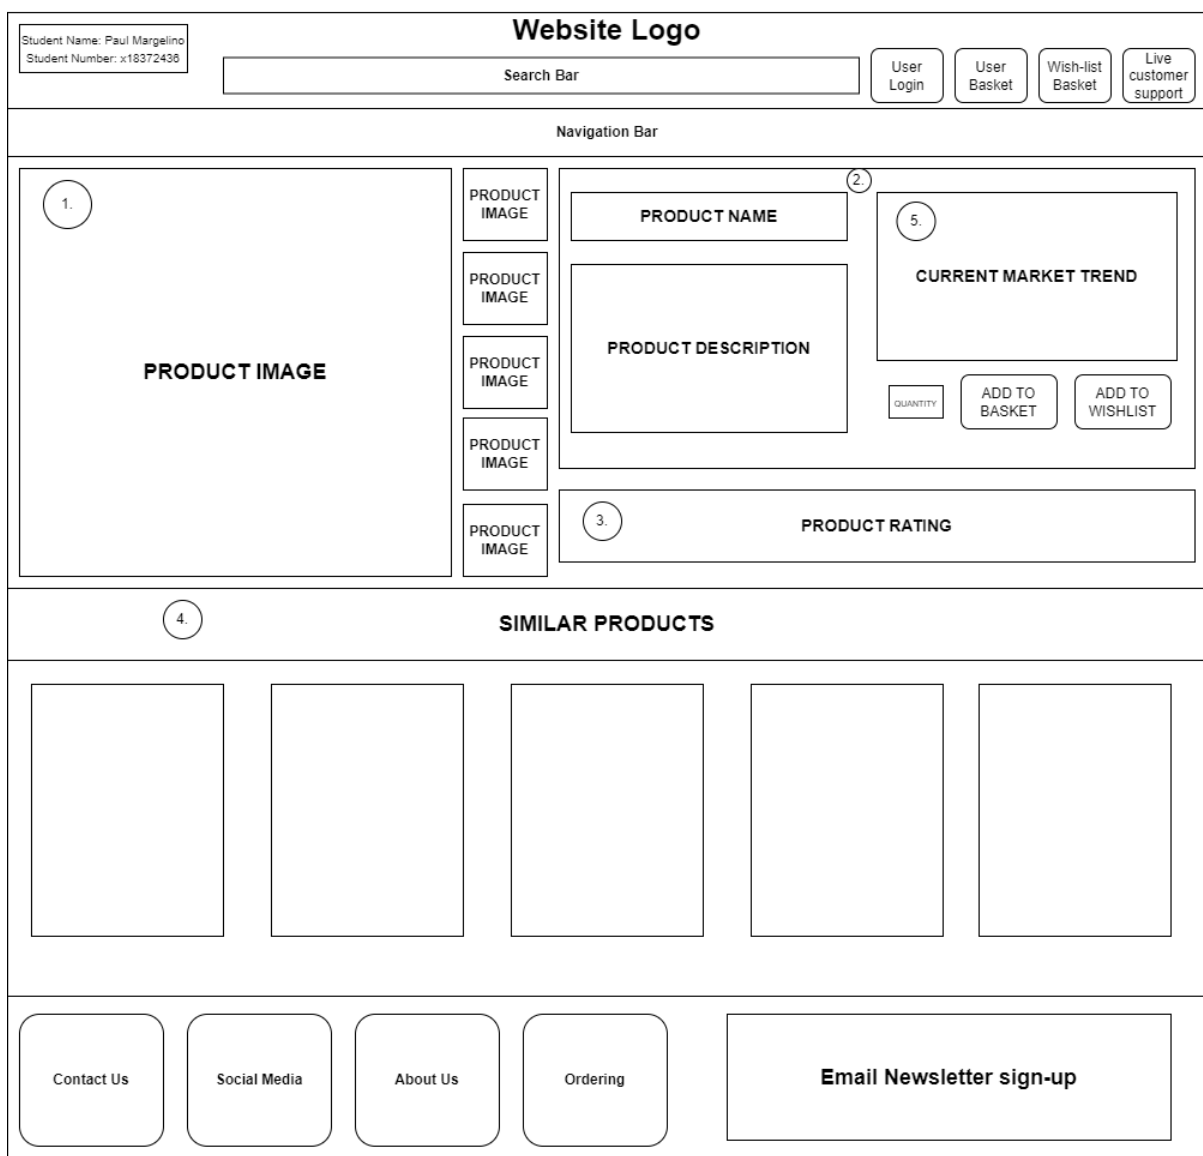 Website Logo
Student Name: Paul Margelino
Student Number: x18372436
Search Bar
User
Login
User
Basket
Wish-list
Basket
Live
customer
support
Navigation Bar
1.
PRODUCT IMAGE
PRODUCT
IMAGE
PRODUCT
IMAGE
PRODUCT
IMAGE
PRODUCT
IMAGE
PRODUCT
IMAGE
2.
PRODUCT NAME
PRODUCT DESCRIPTION
5.
CURRENT MARKET TREND
QUANTITY
ADD TO
BASKET
ADD TO
WISHLIST
3.
PRODUCT RATING
4.
SIMILAR PRODUCTS
Contact Us
Social Media
About Us
Ordering
Email Newsletter sign-up